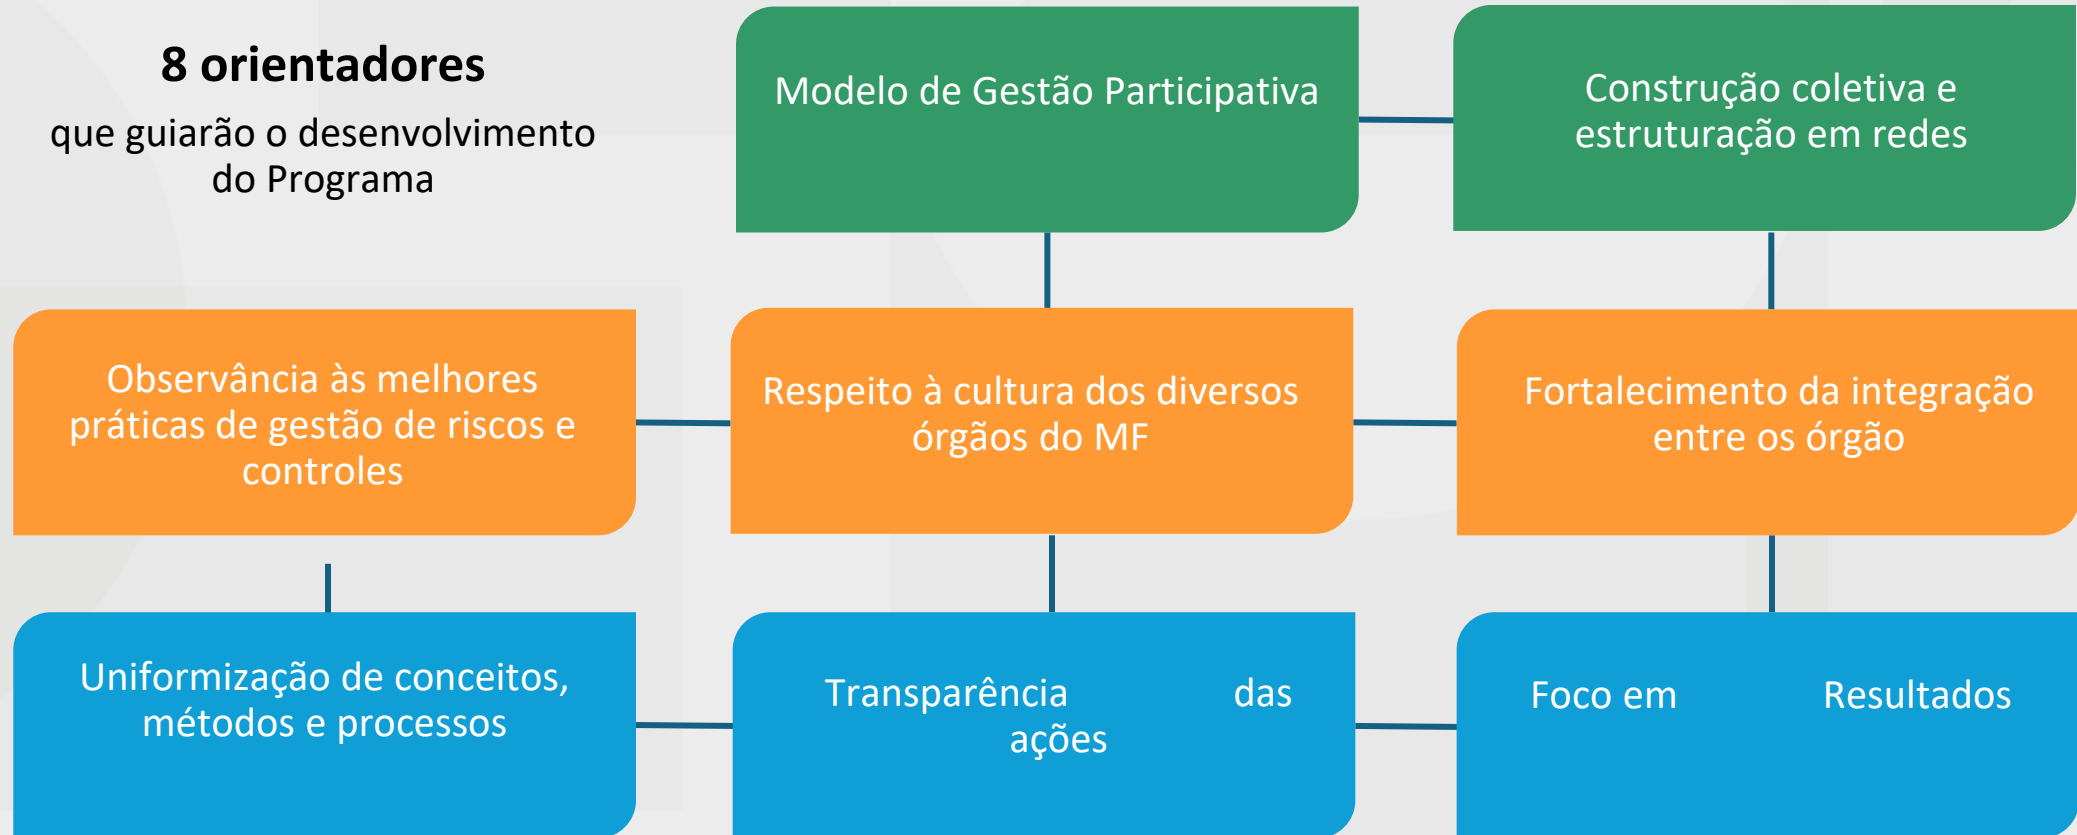 8 orientadores
que guiarão o desenvolvimento
do Programa
Modelo de Gestão Participativa
Construção coletiva e
estruturação em redes
Observância às melhores
práticas de gestão de riscos e
controles
Respeito à cultura dos diversos
órgãos do MF
Fortalecimento da integração
entre os órgão
Uniformização de conceitos,
métodos e processos
Transparência das
ações
Foco em Resultados